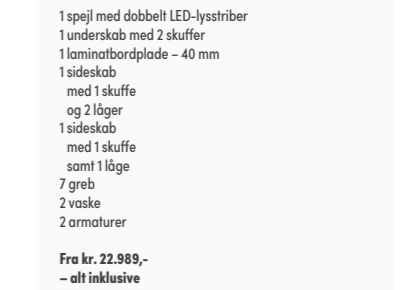 1 spejl med dobbelt LED-lysstriber
1 underskab med 2 skuffer
1 laminatbordplade – 40 mm
1 sideskab
med 1 skuffe
og 2 låger
1 sideskab
med 1 skuffe
samt 1 låge
7 greb
2 vaske
2 armaturer
Fra kr. 22.989,-
– alt inklusive